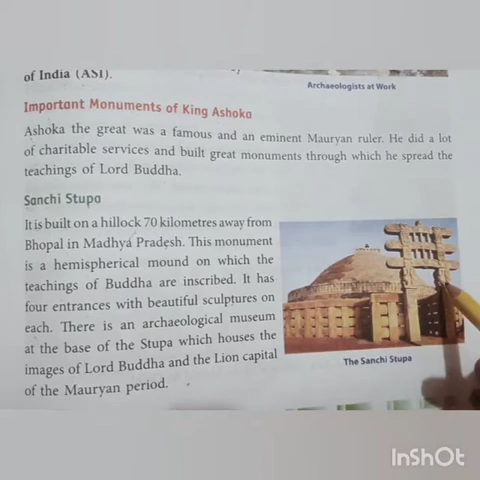 of India (ASI).
Archaeologists at Work
Important Monuments of King Ashoka
Ashoka the great was a famous and an eminent Mauryan ruler. He did a lot
of charitable services and built great monuments through which he spread the
teachings of Lord Buddha.
Sanchi Stupa
It is built on a hillock 70 kilometres away from
Bhopal in Madhya Pradesh. This monument
is a hemispherical mound on which the
teachings of Buddha are inscribed. It has
four entrances with beautiful sculptures on
each. There is an archaeological museum
at the base of the Stupa which houses the
images of Lord Buddha and the Lion capital
of the Mauryan period.
The Sanchi Stupa
InShOt